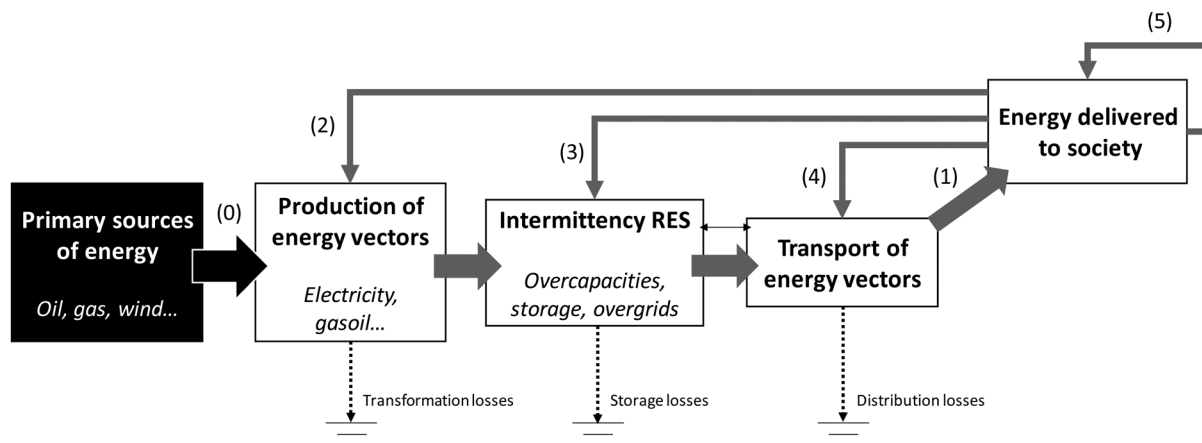 (5)
Energy delivered
to society
(2)
(3)
(4)
(1)
(0)
Primary sources
of energy
Oil, gas, wind...
Production of
energy vectors
Electricity,
gasoil...
Intermittency RES
Overcapacities,
storage, overgrids
Transport of
energy vectors
Transformation losses
Storage losses
Distribution losses